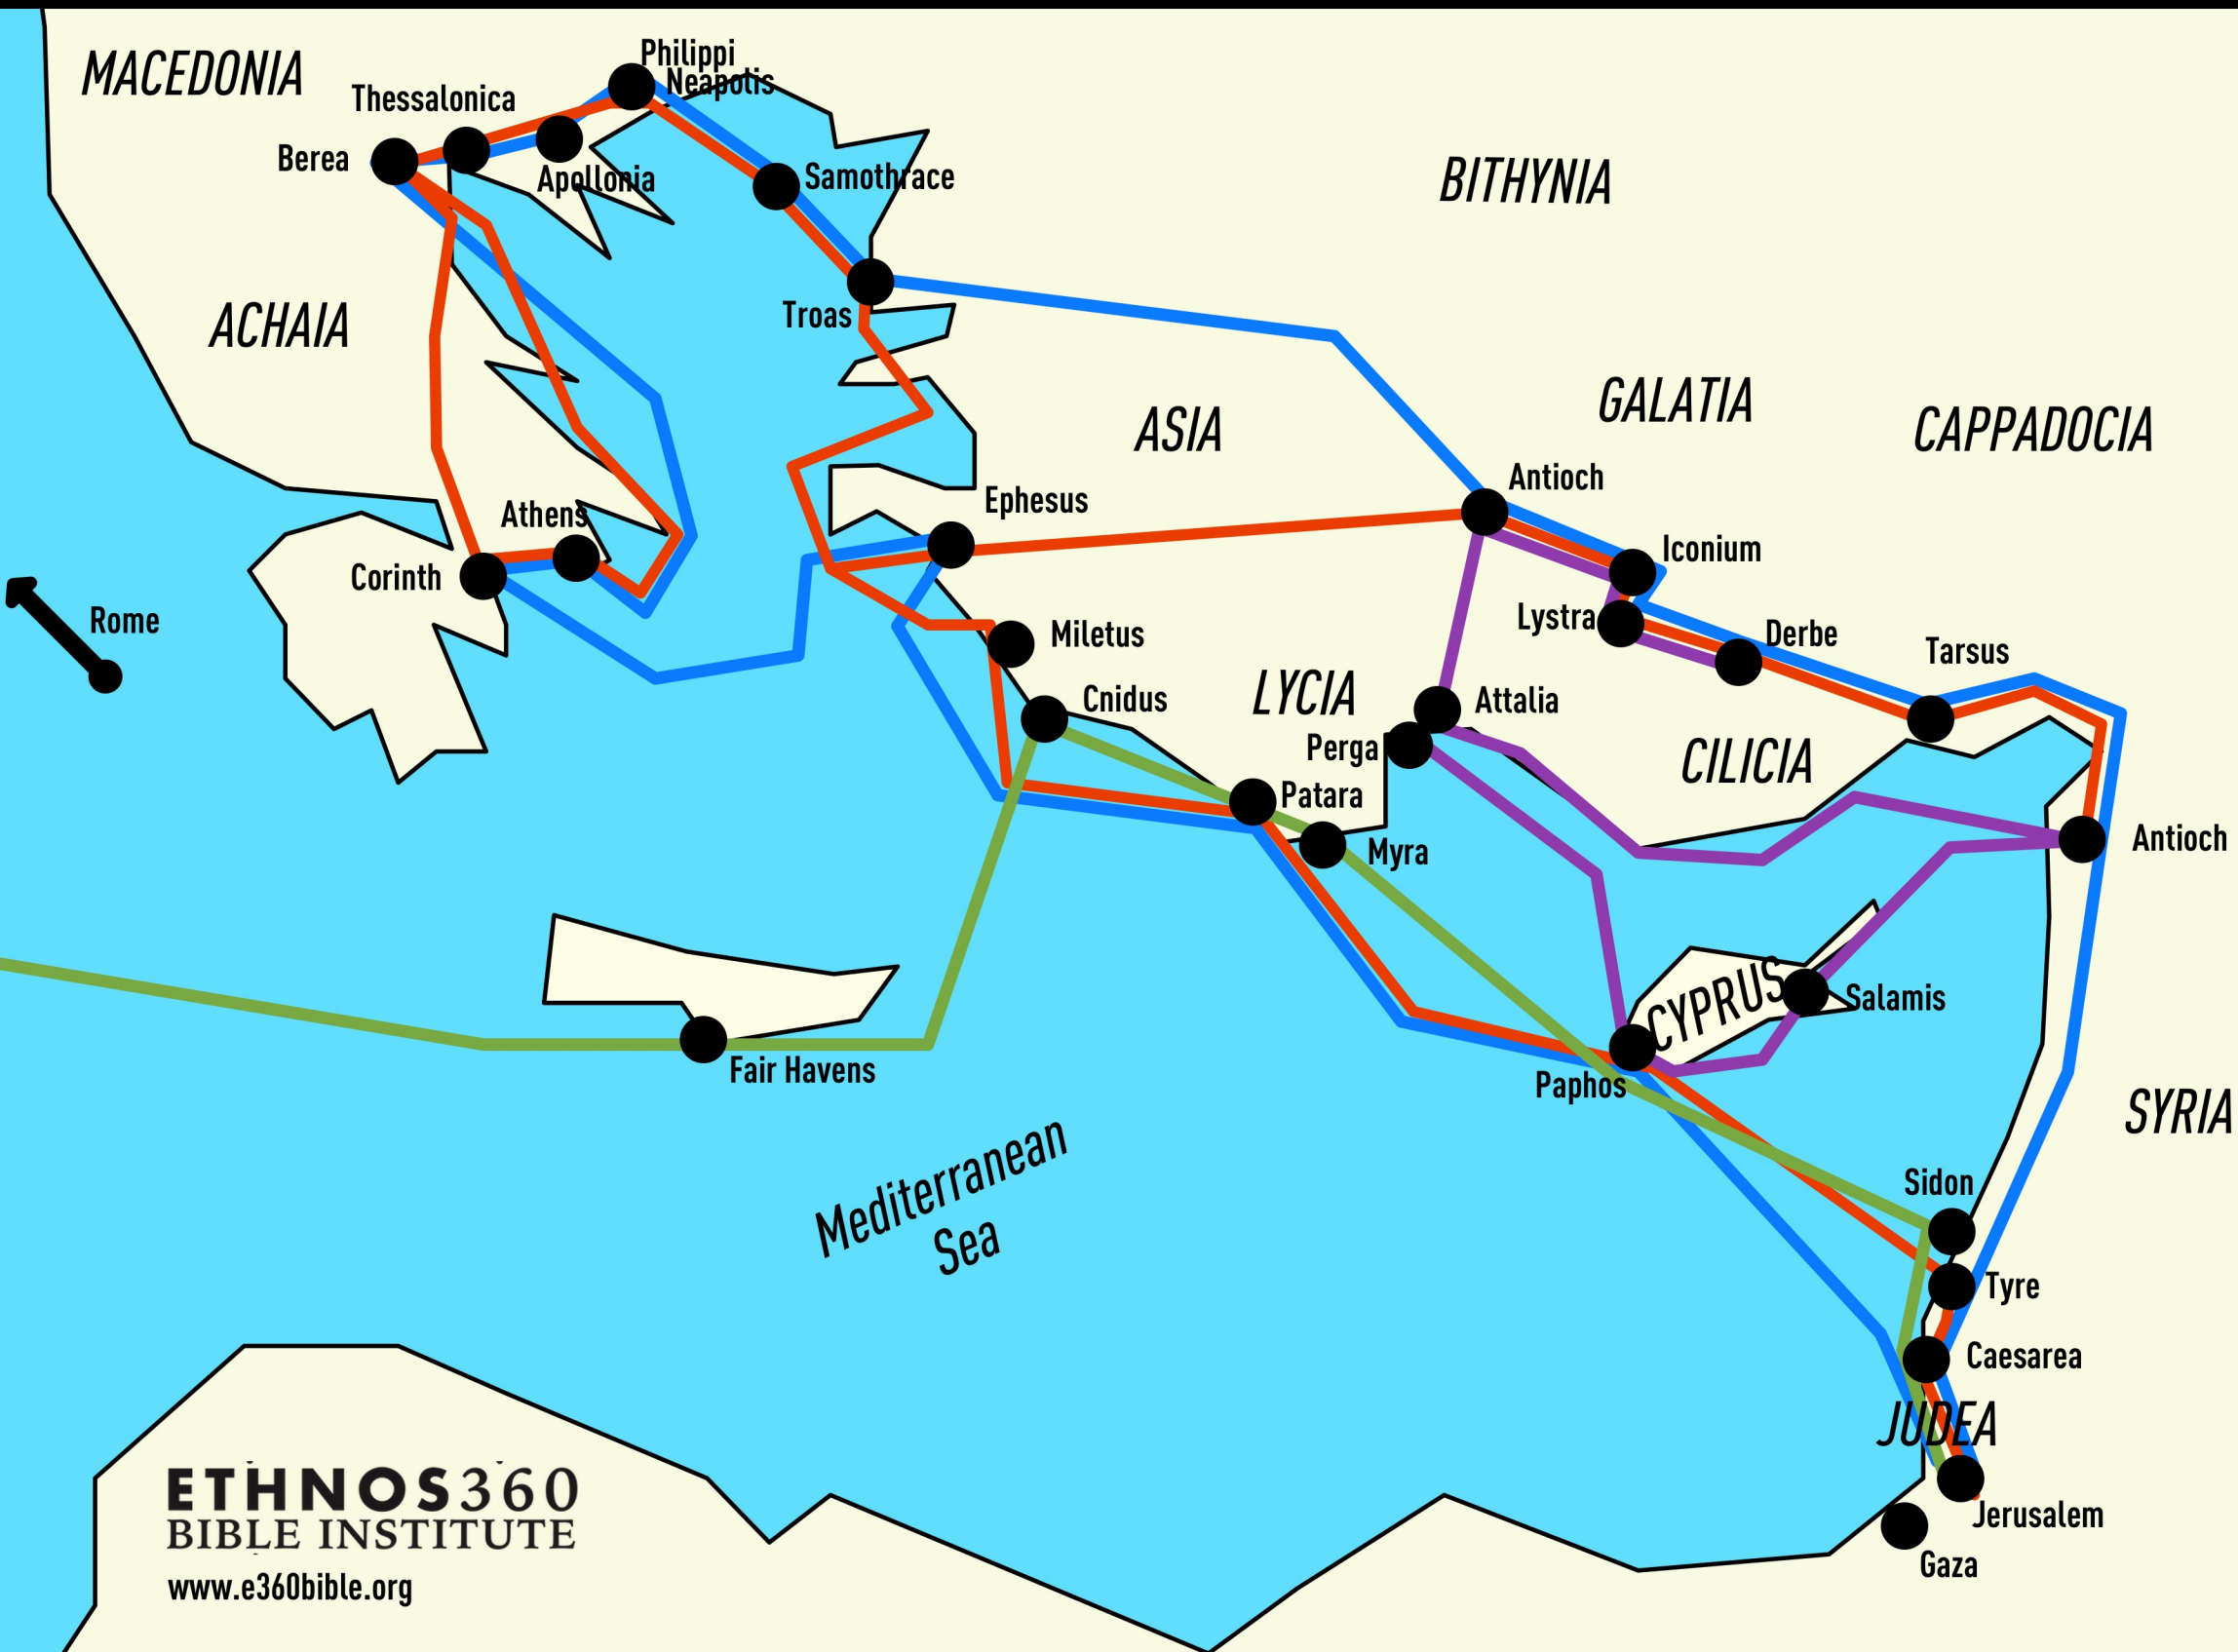 MACEDONIA
Philippi
Neapolis
Thessalonica
Berea
Apollonia
Samothrace
BITHYNIA
Troas
ACHAIA
ASIA
GALATIA
CAPPADOCIA
Antioch
Ephesus
Athens
Iconium
Corinth
Lystra
Rome
Miletus
Derbe
Tarsus
LYCIA
Cnidus
Attalia
Perga
CILICIA
Patara
Myra
Antioch
CYPRUS
Salamis
Fair Havens
Paphos
SYRIA
Mediterranean
Sea
Sidon
Tyre
Caesarea
JUDEA
Jerusalem
Gaza
ETHNOS360
BIBLE INSTITUTE
www.e360bible.org